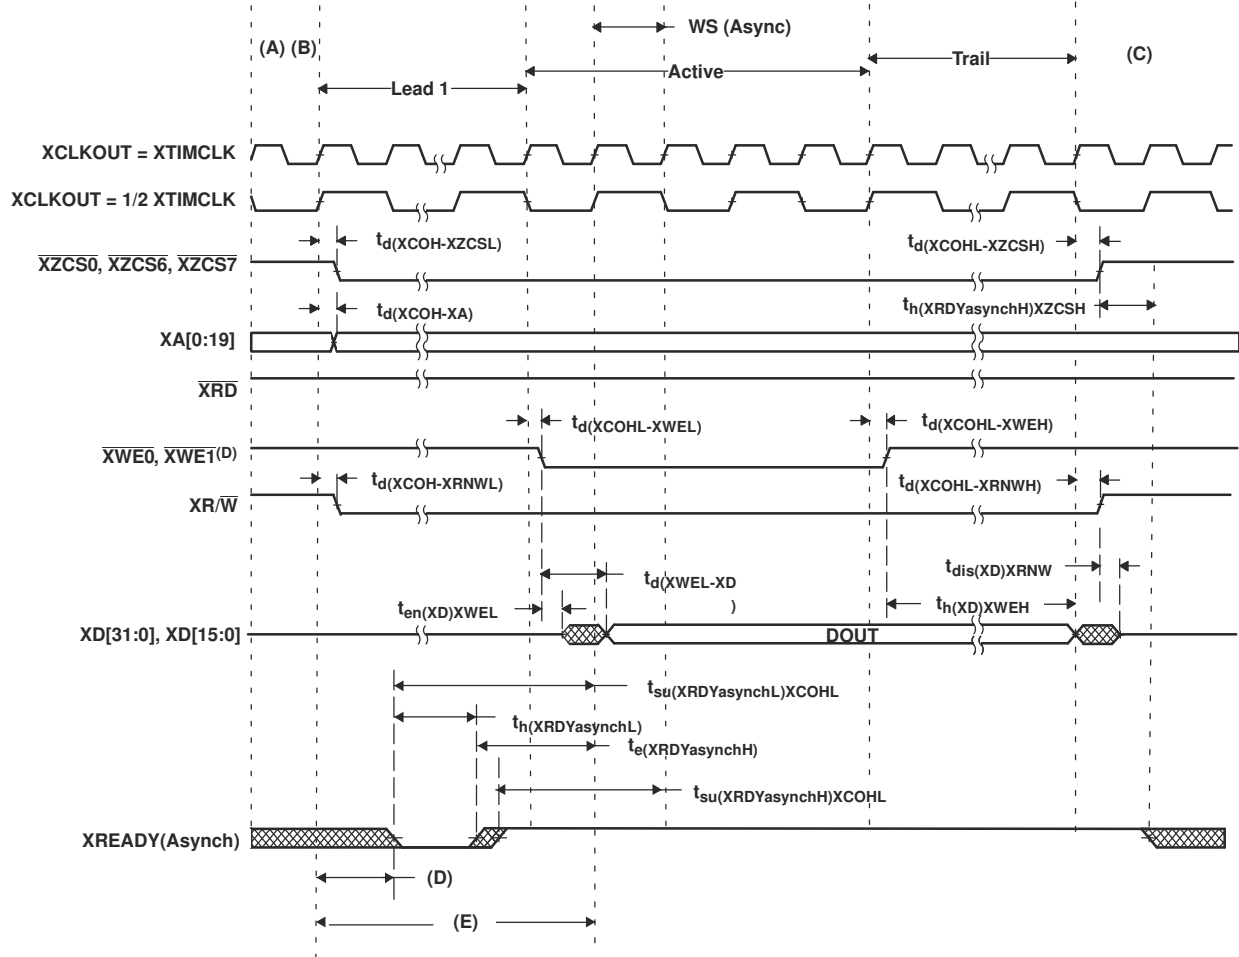 WS (Async)
(A) (B)
Trail
(C)
Active
Lead 1
XCLKOUT = XTIMCLK
XCLKOUT = 1/2 XTIMCLK
td(XCOH-XZCSL)
td(XCOHL-XZCSH)
XZCS0, XZCS6, XZCS7
td(XCOH-XA)
th(XRDYasynchH)XZCSH
XA[0:19]
XRD
td(XCOHL-XWEL)
td(XCOHL-XWEH)
XWE0, XWE1(D)
td(XCOH-XRNWL)
td(XCOHL-XRNWH)
XR/W
td(XWEL-XD
)
tdis(XD)XRNW
ten(XD)XWEL
th(XD)XWEH
XD[31:0], XD[15:0]
DOUT
tsu(XRDYasynchL)XCOHL
th(XRDYasynchL)
te(XRDYasynchH)
tsu(XRDYasynchH)XCOHL
XREADY(Asynch)
(D)
(E)